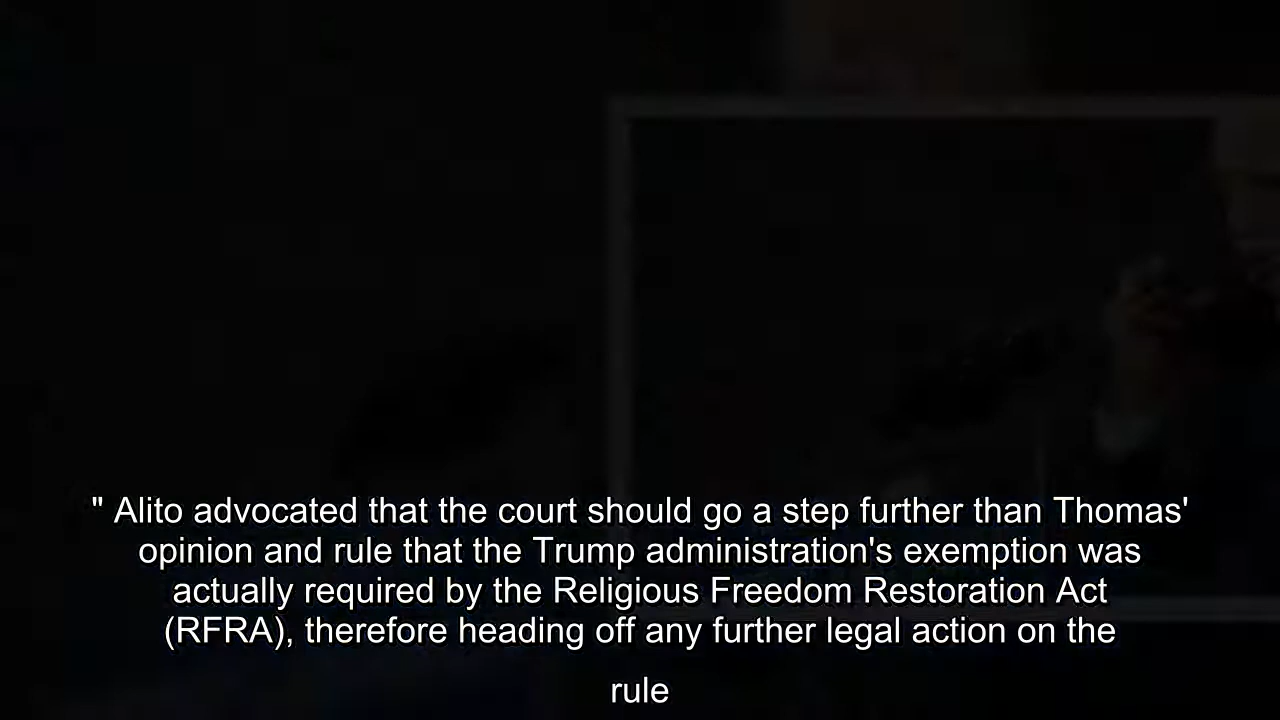 " Alito advocated that the court should go a step further than Thomas'
opinion and rule that the Trump administration's exemption was
actually required by the Religious Freedom Restoration Act
(RFRA), therefore heading off any further legal action on the
rule